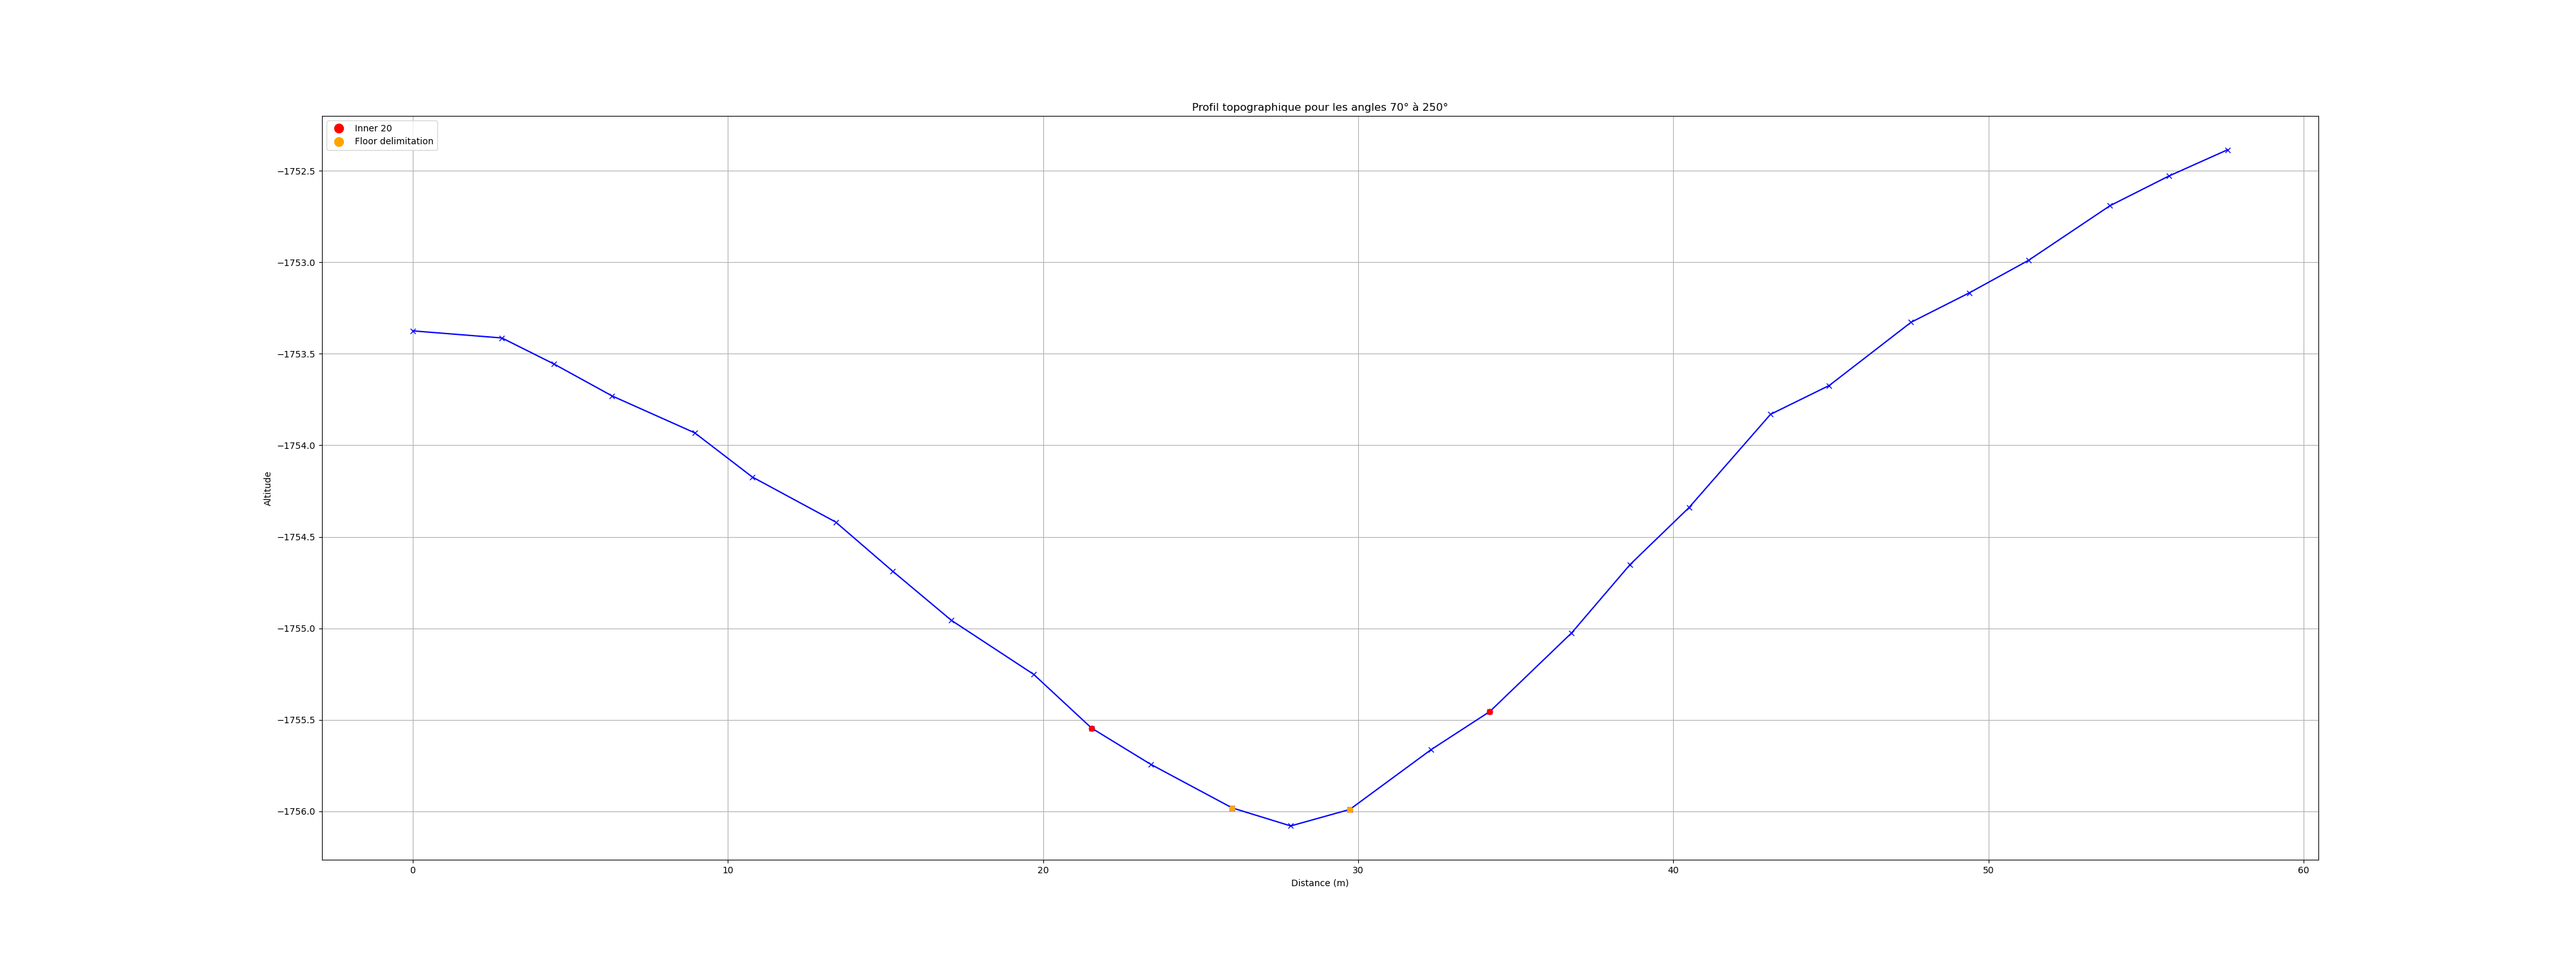 Profil topographique pour les angles 70° à 250°
Inner 20
Floor delimitation
−1752.5
−1753.0
−1753.5
−1754.0
−1754.5
−1755.0
−1755.5
−1756.0
Altitude
0 10 20 30 40 50 60
Distance (m)